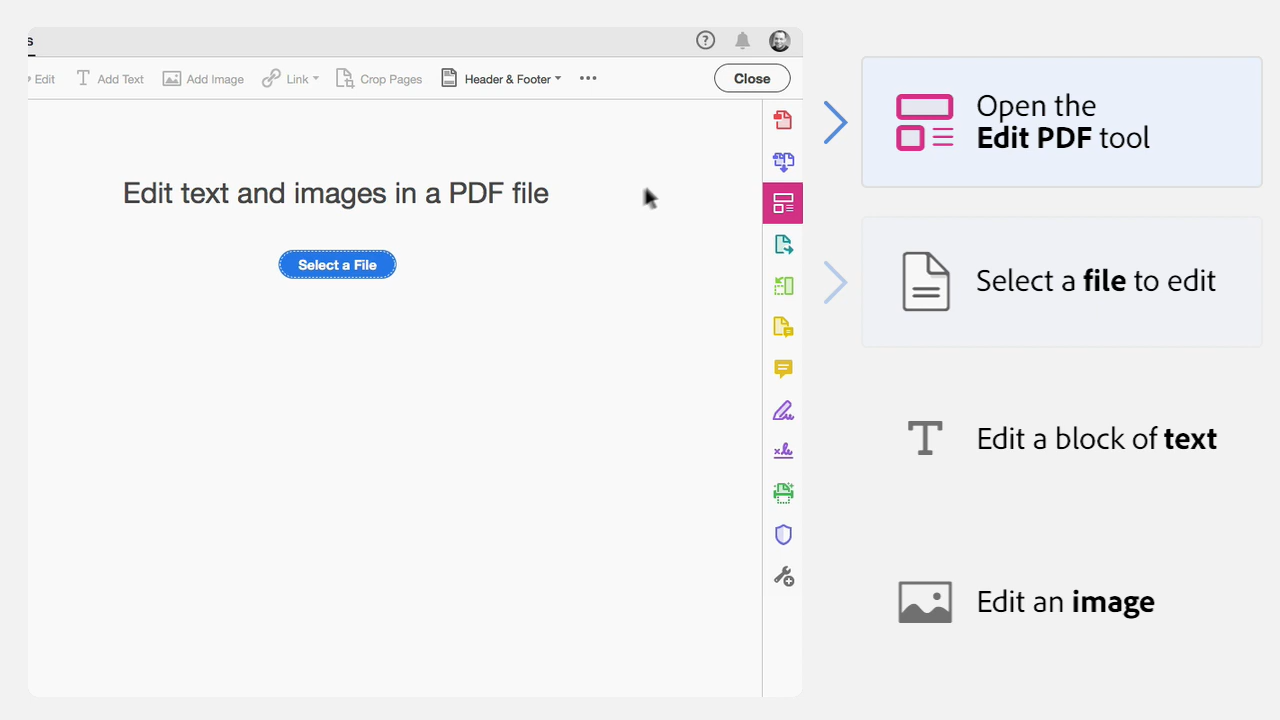 s
Edit
Add Text
Add Image
Link
Crop Pages
Header & Footer
Close
Edit text and images in a PDF file
Select a File
Open the
Edit PDF tool
Select a file to edit
Edit a block of text
Edit an image